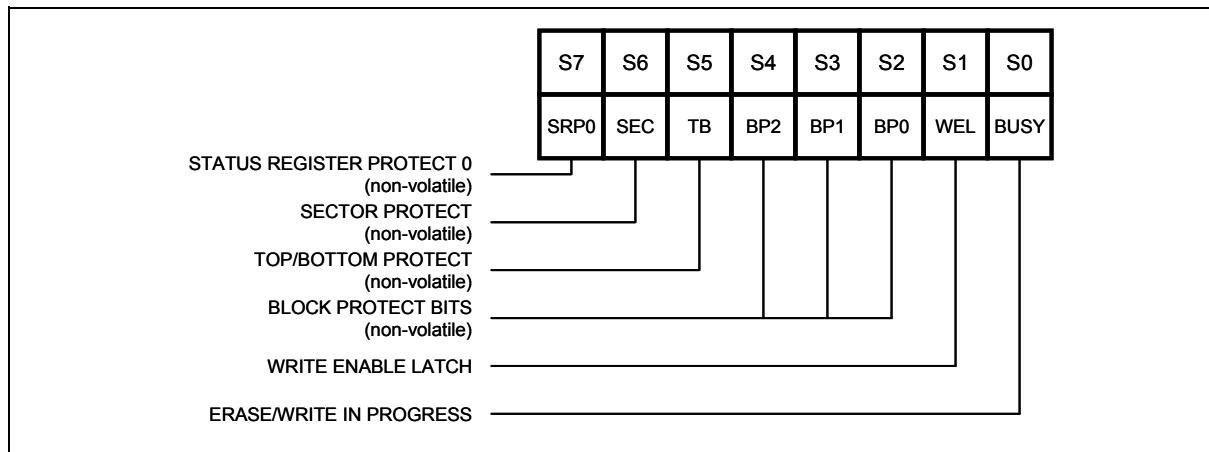 S7 S6 S5 S4 S3 S2 S1 S0
SRP0 SEC TB BP2 BP1 BP0 WEL BUSY
STATUS REGISTER PROTECT 0
(non-volatile)
SECTOR PROTECT
(non-volatile)
TOP/BOTTOM PROTECT
(non-volatile)
BLOCK PROTECT BITS
(non-volatile)
WRITE ENABLE LATCH
ERASE/WRITE IN PROGRESS